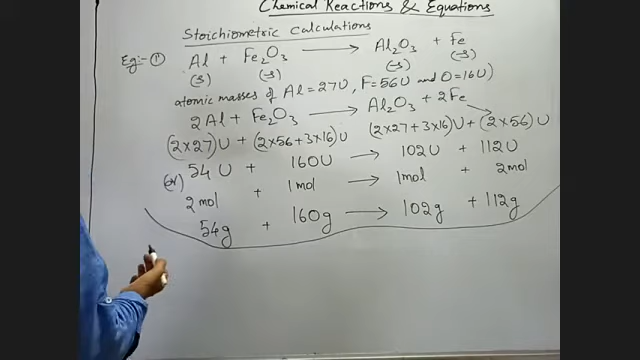 Chemical Reactions & Equations
Stoichiometric Calculations
Eg:- ① Al + Fe₂O₃ ⟶ Al₂O₃ + Fe
(s) (s) (s) (s)
atomic masses of Al=27U, F=56U and O=16U)
2Al + Fe₂O₃ ⟶ Al₂O₃ + 2Fe
(2×27)U + (2×56+3×16)U (2×27+3×16)U + (2×56)U
54U + 160U ⟶ 102U + 112U
(or) 2mol + 1mol ⟶ 1mol + 2mol
54g + 160g ⟶ 102g + 112g